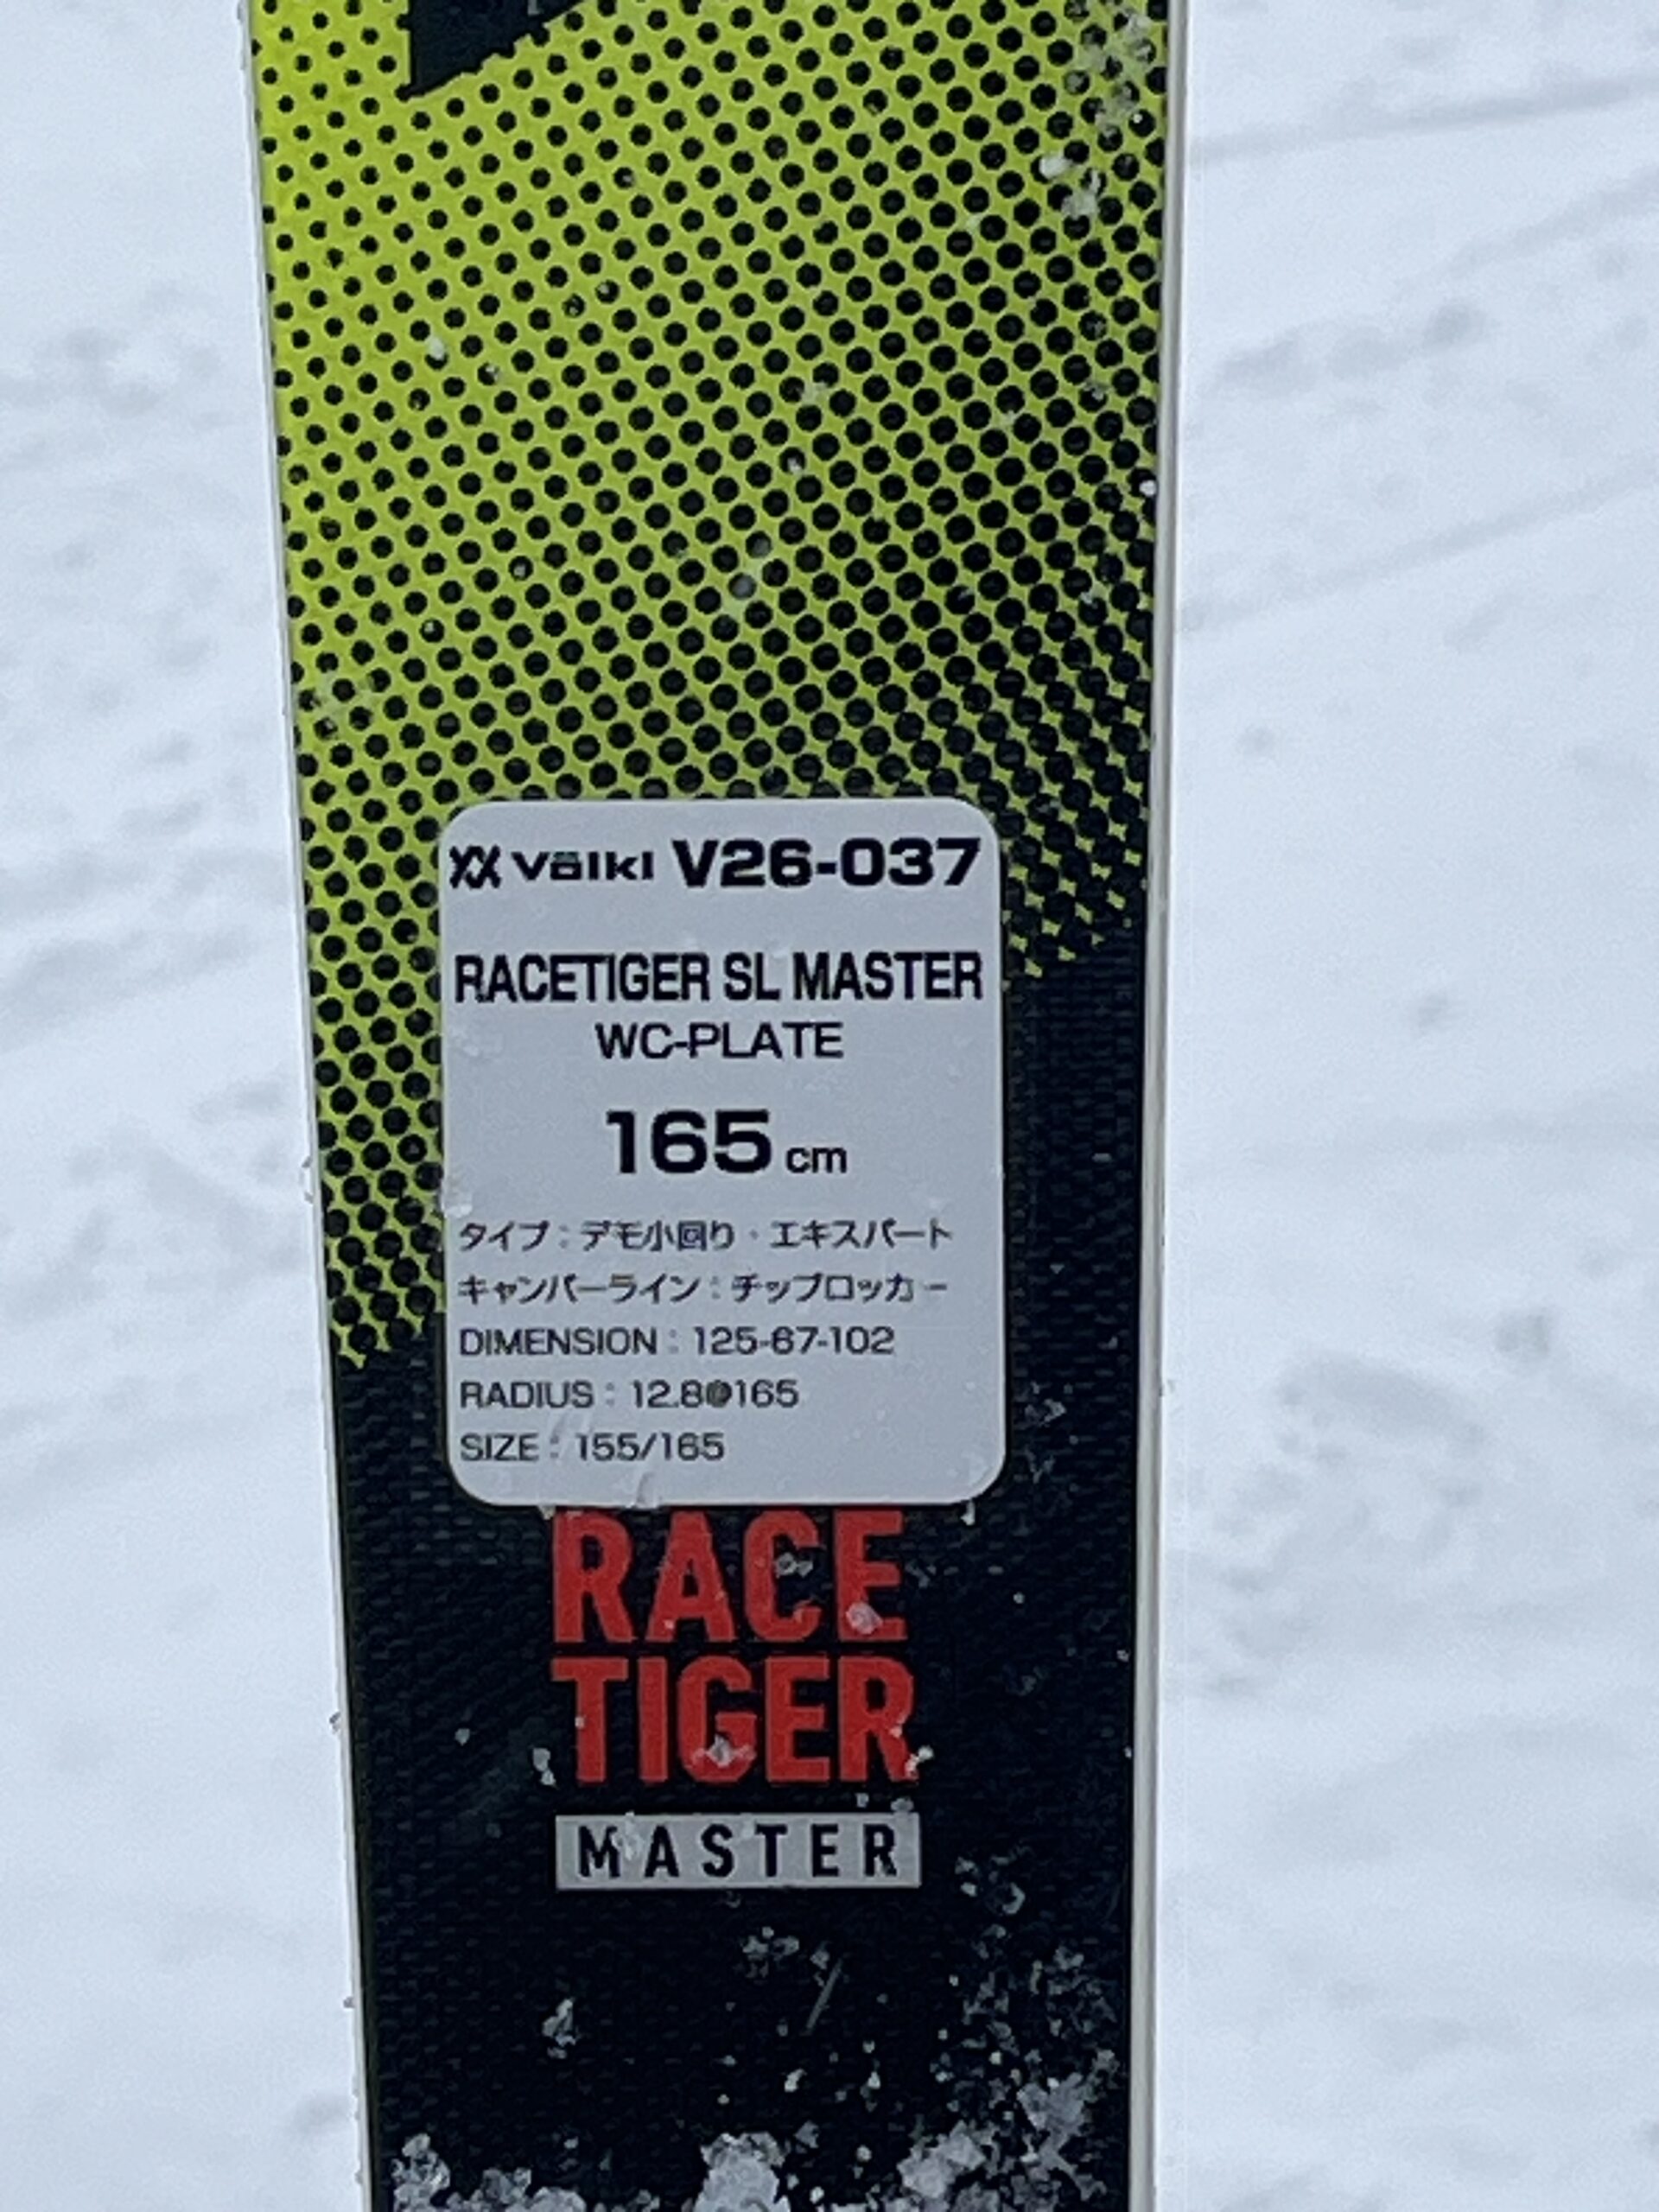 Völkl V26-037
RACETIGER SL MASTER
WC-PLATE
165 cm
タイプ：デモ小回り・エキスパート
キャンバーライン：チップロッカー
DIMENSION：125-67-102
RADIUS：12.8@165
SIZE：155/165
RACE
TIGER
MASTER